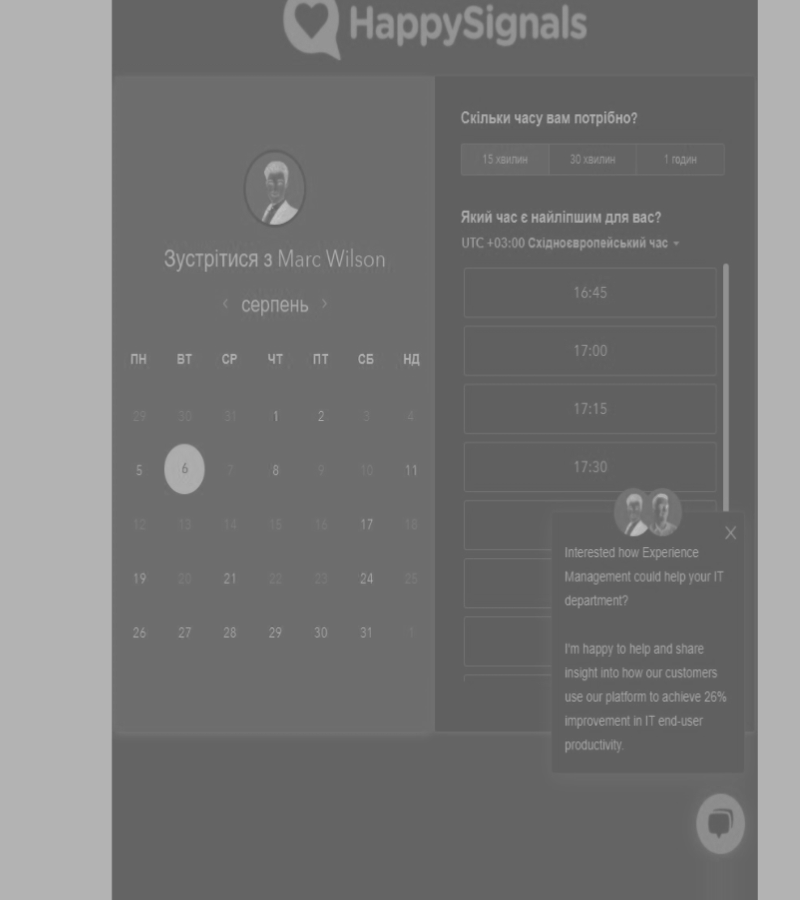 HappySignals
Зустрітися з Marc Wilson
серпень
ПН ВТ СР ЧТ ПТ СБ НД
29 30 31 1 2 3 4
5 6 7 8 9 10 11
12 13 14 15 16 17 18
19 20 21 22 23 24 25
26 27 28 29 30 31 1
Скільки часу вам потрібно?
15 хвилин 30 хвилин 1 годин
Який час є найліпшим для вас?
UTC +03:00 Східноєвропейський час
16:45
17:00
17:15
17:30
X
Interested how Experience
Management could help your IT
department?
I'm happy to help and share
insight into how our customers
use our platform to achieve 26%
improvement in IT end-user
productivity.